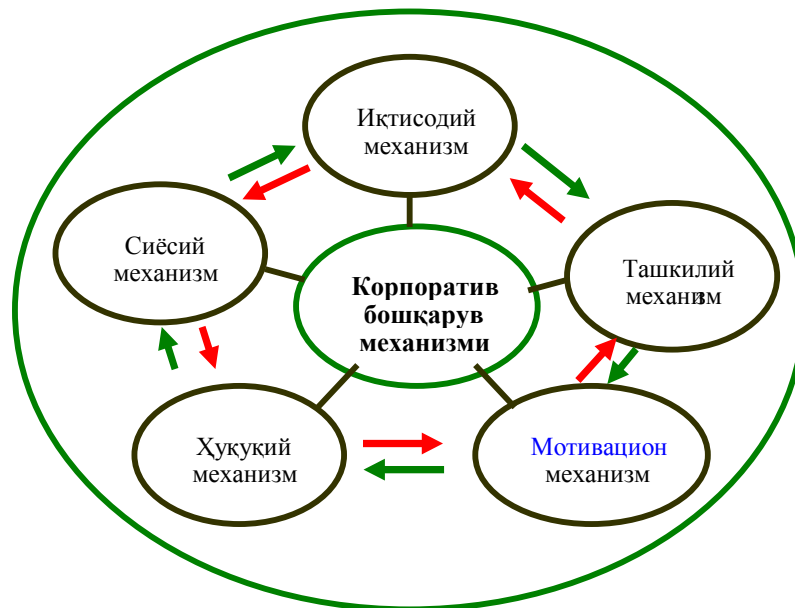 Иқтисодий
механизм
Сиёсий
механизм
Ташкилий
механизм
Корпоратив
бошқарув
механизми
Ҳуқуқий
механизм
Мотивацион
механизм